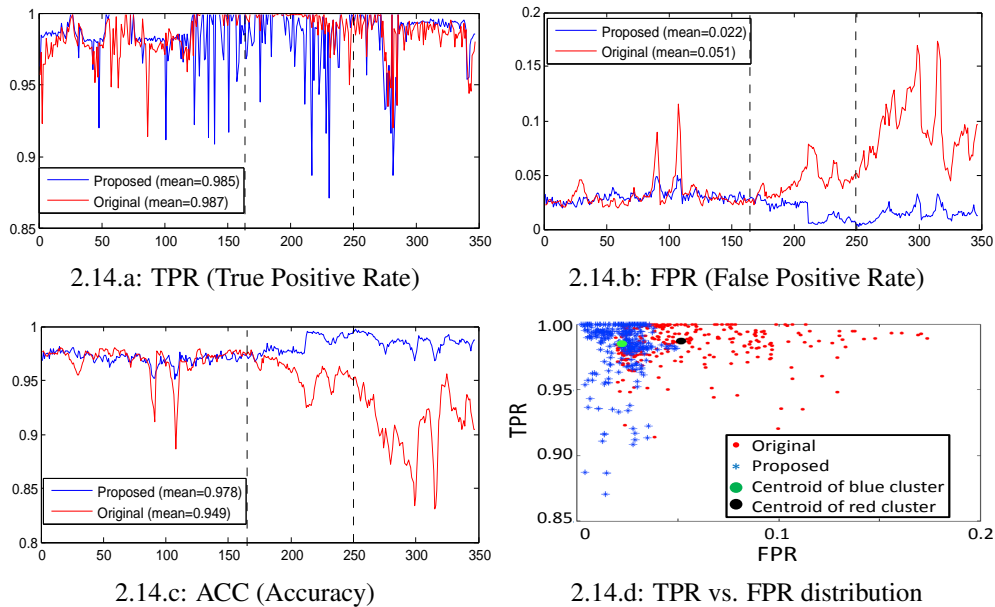 1
0.95
0.9
0.85
Proposed (mean=0.985)
Original (mean=0.987)
0 50 100 150 200 250 300 350
2.14.a: TPR (True Positive Rate)
0.2
0.15
0.1
0.05
0
Proposed (mean=0.022)
Original (mean=0.051)
0 50 100 150 200 250 300 350
2.14.b: FPR (False Positive Rate)
1
0.95
0.9
0.85
0.8
Proposed (mean=0.978)
Original (mean=0.949)
0 50 100 150 200 250 300 350
2.14.c: ACC (Accuracy)
TPR
1.00
0.95
0.90
0.85
Original
Proposed
Centroid of blue cluster
Centroid of red cluster
0 0.1 0.2
FPR
2.14.d: TPR vs. FPR distribution